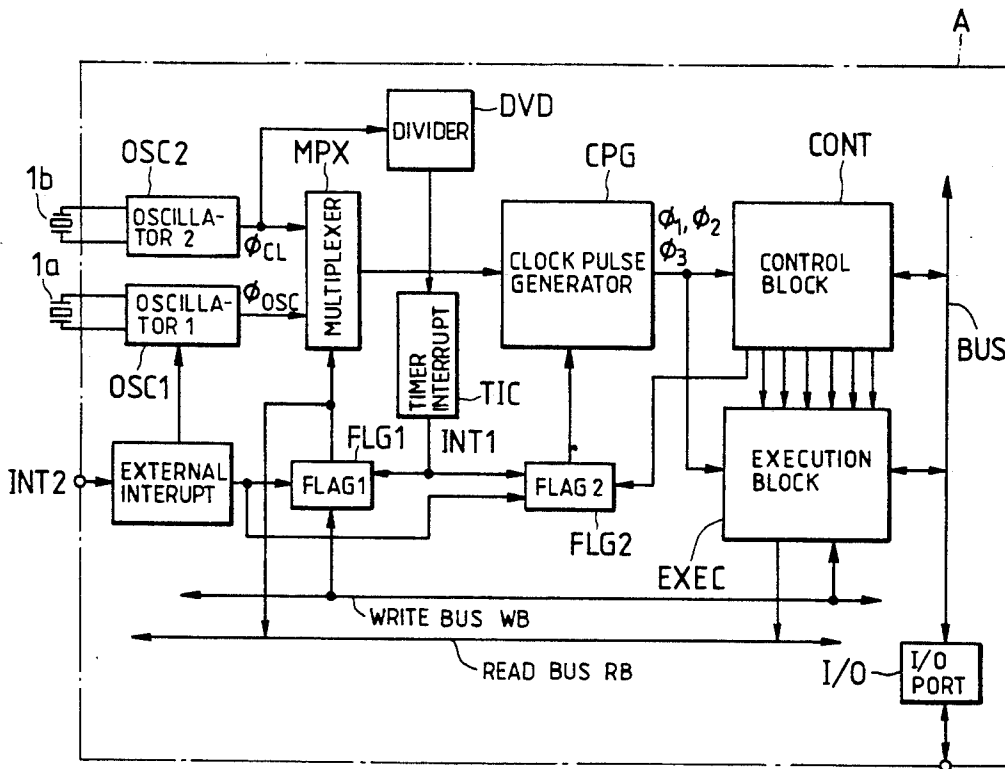 A
DVD
DIVIDER
OSC2
MPX
CPG
CONT
1b
OSCILLA-
TOR 2
ϕCL
MULTIPLEXER
CLOCK PULSE
GENERATOR
ϕ1, ϕ2
ϕ3
CONTROL
BLOCK
1a
OSCILLA-
TOR 1
ϕOSC
OSC1
TIMER
INTERRUPT
TIC
BUS
INT2
EXTERNAL
INTERUPT
FLG1
FLAG1
INT1
FLAG 2
FLG2
EXECUTION
BLOCK
EXEC
WRITE BUS WB
READ BUS RB
I/O
I/O
PORT